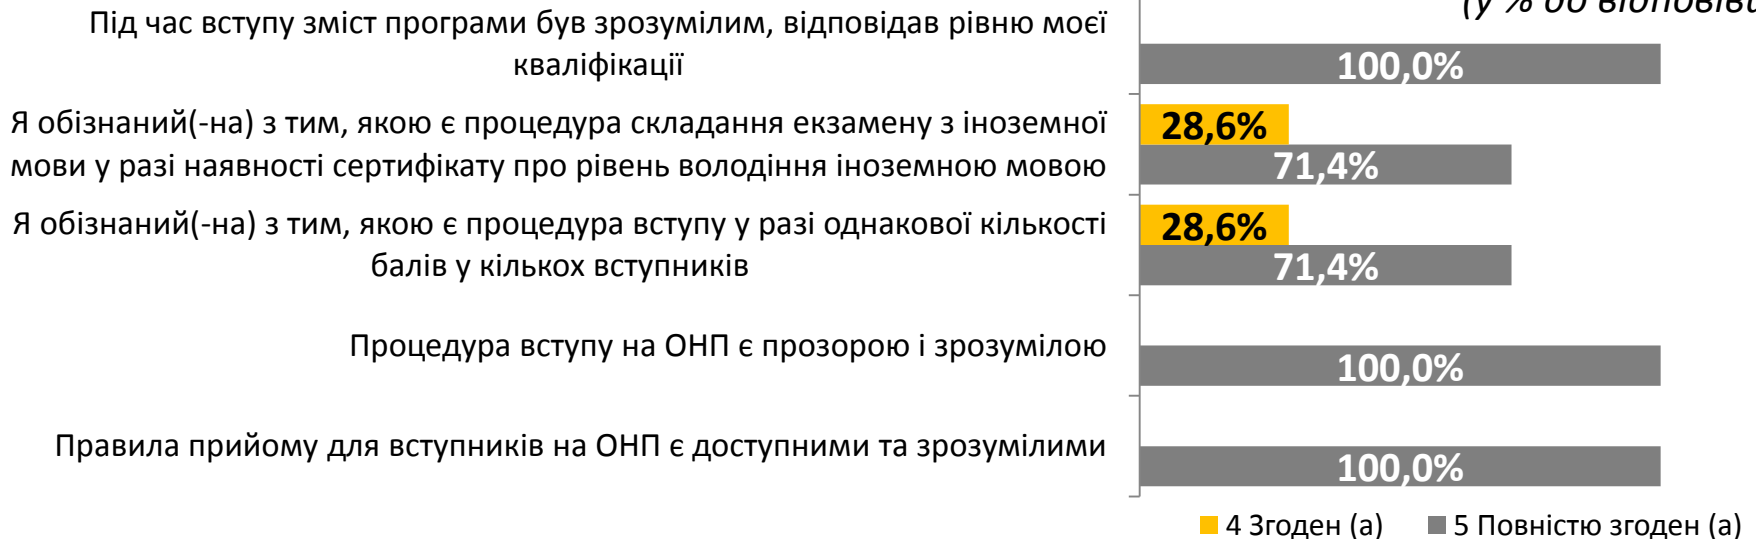 (у % до відповіді
Під час вступу зміст програми був зрозумілим, відповідав рівню моєї
кваліфікації
100,0%
Я обізнаний(-на) з тим, якою є процедура складання екзамену з іноземної
мови у разі наявності сертифікату про рівень володіння іноземною мовою
28,6%
71,4%
Я обізнаний(-на) з тим, якою є процедура вступу у разі однакової кількості
балів у кількох вступників
28,6%
71,4%
Процедура вступу на ОНП є прозорою і зрозумілою
100,0%
Правила прийому для вступників на ОНП є доступними та зрозумілими
100,0%
4 Згоден (а) 5 Повністю згоден (а)